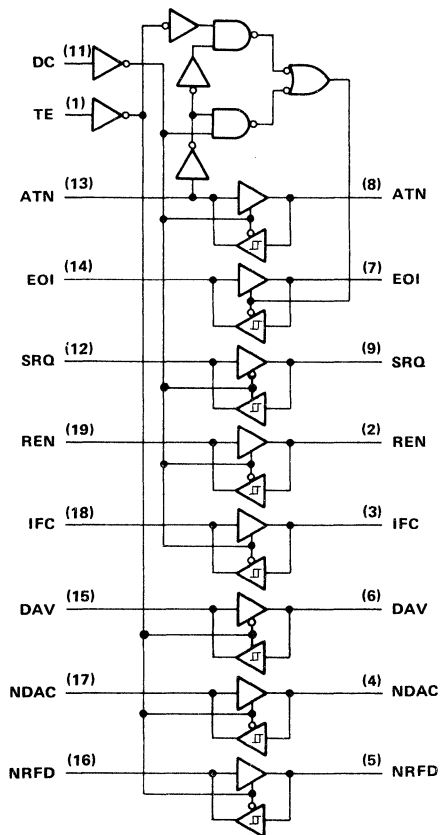 DC (11)
TE (1)
ATN (13) (8) ATN
EOI (14) (7) EOI
SRQ (12) (9) SRQ
REN (19) (2) REN
IFC (18) (3) IFC
DAV (15) (6) DAV
NDAC (17) (4) NDAC
NRFD (16) (5) NRFD